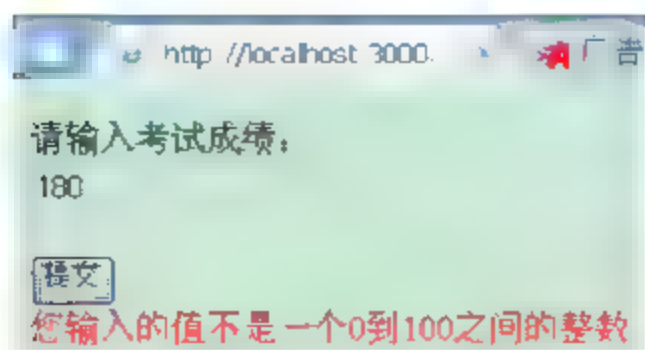 http://localhost:3000. 广告
请输入考试成绩：
180
提交
您输入的值不是一个0到100之间的整数